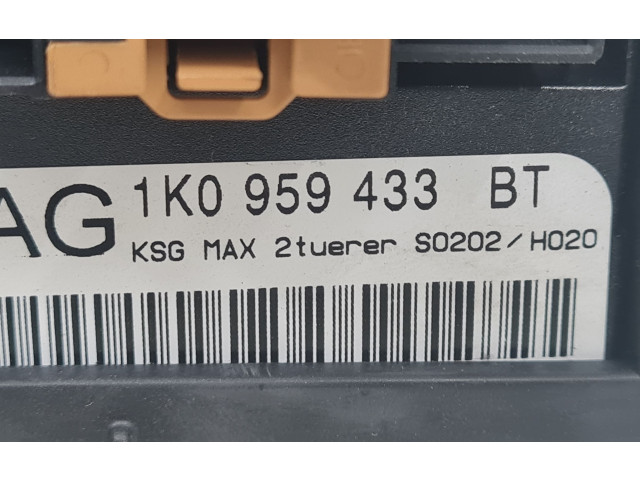 AG 1K0 959 433 BT
KSG MAX 2tuerer S0202/H020